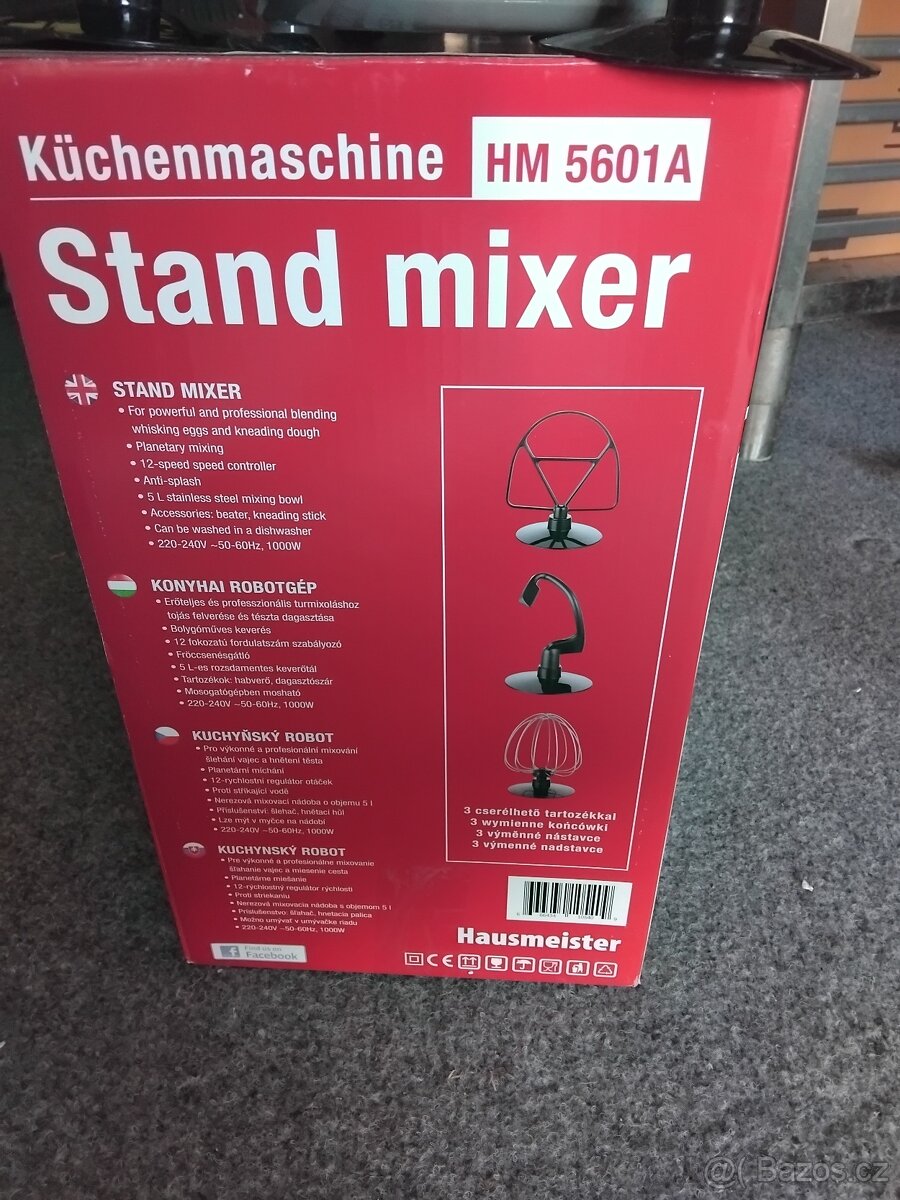 Küchenmaschine HM 5601A
Stand mixer
STAND MIXER
• For powerful and professional blending
whisking eggs and kneading dough
• Planetary mixing
• 12-speed speed controller
• Anti-splash
• 5 L stainless steel mixing bowl
• Accessories: beater, kneading stick
• Can be washed in a dishwasher
• 220-240V ~50-60Hz, 1000W
KONYHAI ROBOTGÉP
• Erőteljes és professzionális turmixoláshoz
tojás felverése és tészta dagasztása
• Bolygóműves keverés
• 12 fokozatú fordulatszám szabályozó
• Fröccsenésgátló
• 5 L-es rozsdamentes keverőtál
• Tartozékok: habverő, dagasztószár
• Mosogatógépben mosható
• 220-240V ~50-60Hz, 1000W
KUCHYŇSKÝ ROBOT
• Pro výkonné a profesionální mixování
šlehání vajec a hnětení těsta
• Planetární míchání
• 12-rychlostní regulátor otáček
• Proti stříkající vodě
• Nerezová mixovací nádoba o objemu 5 l
• Příslušenství: šlehač, hnětací hůl
• Lze mýt v myčce na nádobí
• 220-240V ~50-60Hz, 1000W
KUCHYNSKÝ ROBOT
• Pre výkonné a profesionálne mixovanie
šľahanie vajec a miesenie cesta
• Planetárne miešanie
• 12-rýchlostný regulátor rýchlosti
• Proti striekaniu
• Nerezová mixovacia nádoba s objemom 5 l
• Príslušenstvo: šľahač, hnetacia palica
• Možno umývať v umývačke riadu
• 220-240V ~50-60Hz, 1000W
3 cserélhető tartozékkal
3 wymienne końcówki
3 výměnné nástavce
3 výmenné nadstavce
Hausmeister
CE
f Find us on
Facebook
@( Bazoš.cz